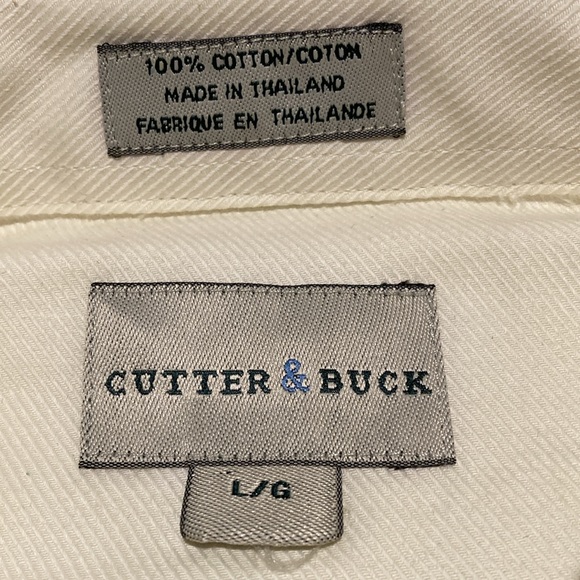 100% COTTON/COTON
MADE IN THAILAND
FABRIQUE EN THAILANDE
CUTTER & BUCK
L/G